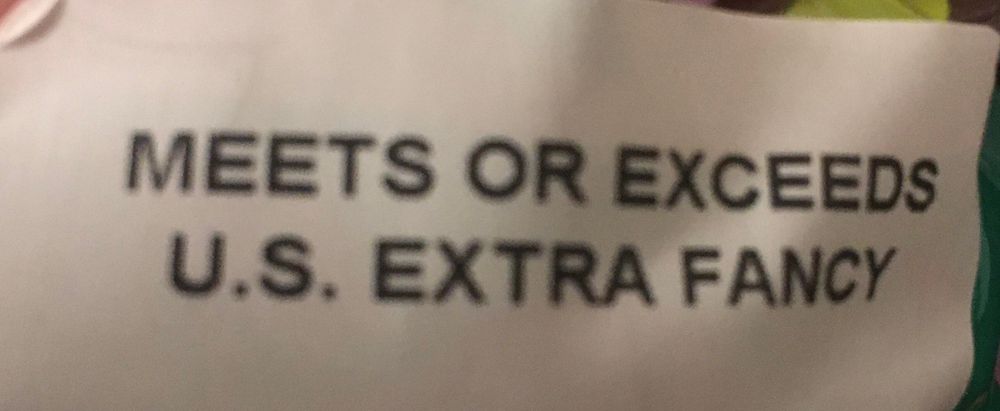 MEETS OR EXCEEDS
U.S. EXTRA FANCY